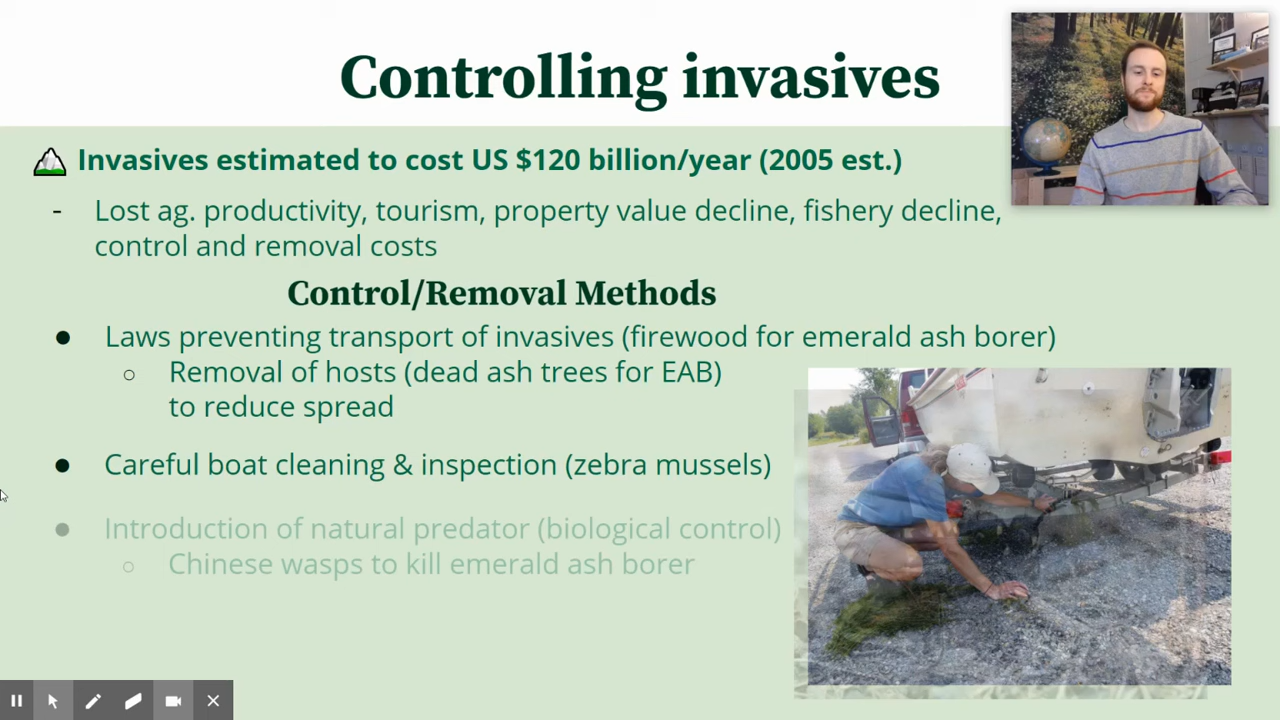 Controlling invasives
Invasives estimated to cost US $120 billion/year (2005 est.)
- Lost ag. productivity, tourism, property value decline, fishery decline,
control and removal costs
Control/Removal Methods
● Laws preventing transport of invasives (firewood for emerald ash borer)
○ Removal of hosts (dead ash trees for EAB)
to reduce spread
● Careful boat cleaning & inspection (zebra mussels)
● Introduction of natural predator (biological control)
○ Chinese wasps to kill emerald ash borer